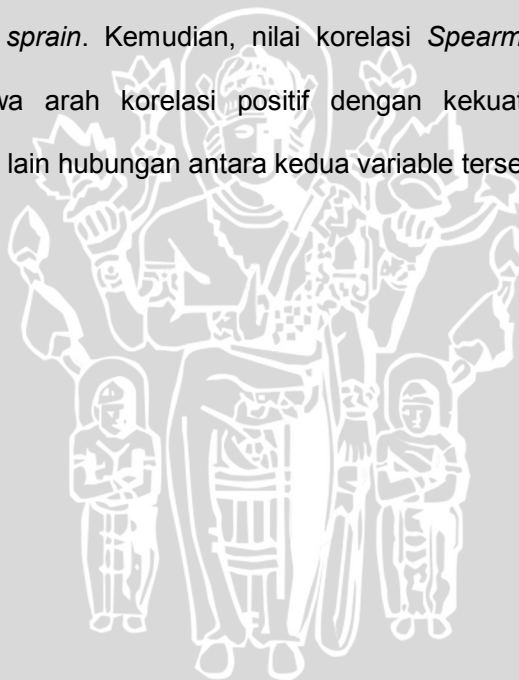 sprain. Kemudian, nilai korelasi Spearm
wa arah korelasi positif dengan kekuat
lain hubungan antara kedua variable terse